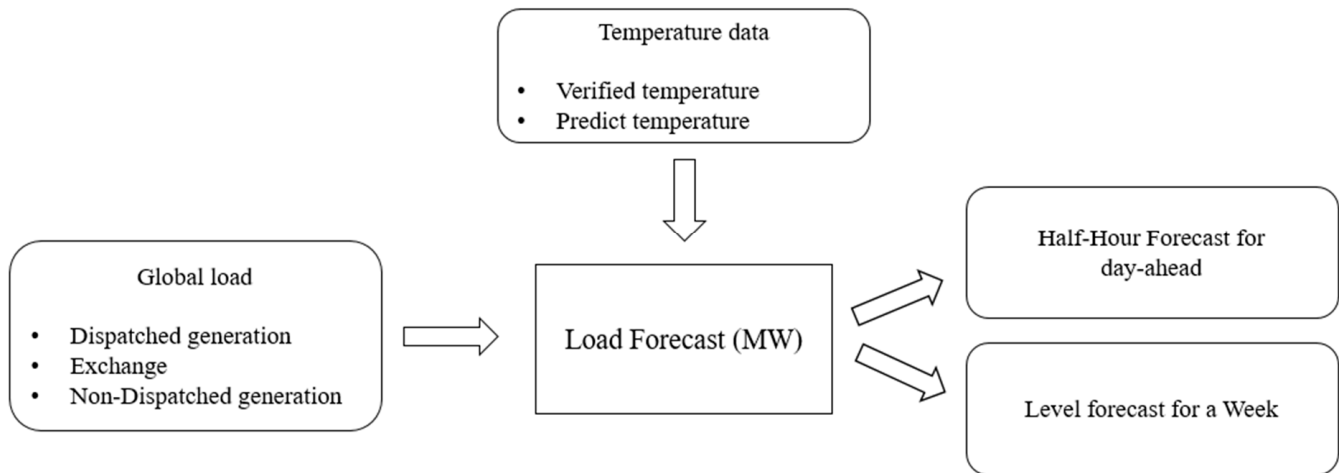 Temperature data
• Verified temperature
• Predict temperature
Global load
• Dispatched generation
• Exchange
• Non-Dispatched generation
Load Forecast (MW)
Half-Hour Forecast for
day-ahead
Level forecast for a Week